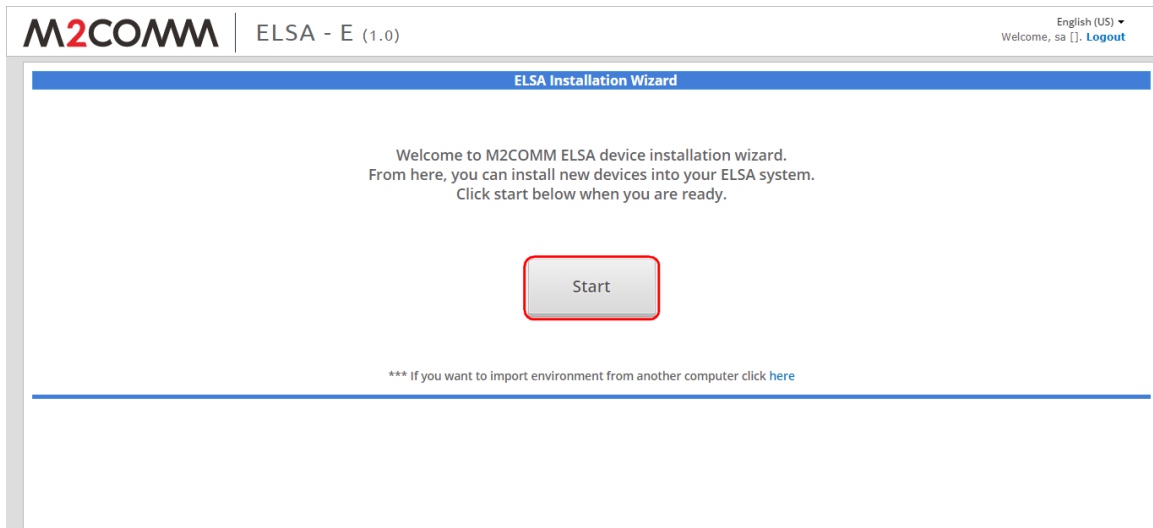 M2COMM
ELSA - E (1.0)
English (US)
Welcome, sa []. Logout
ELSA Installation Wizard
Welcome to M2COMM ELSA device installation wizard.
From here, you can install new devices into your ELSA system.
Click start below when you are ready.
Start
*** If you want to import environment from another computer click here